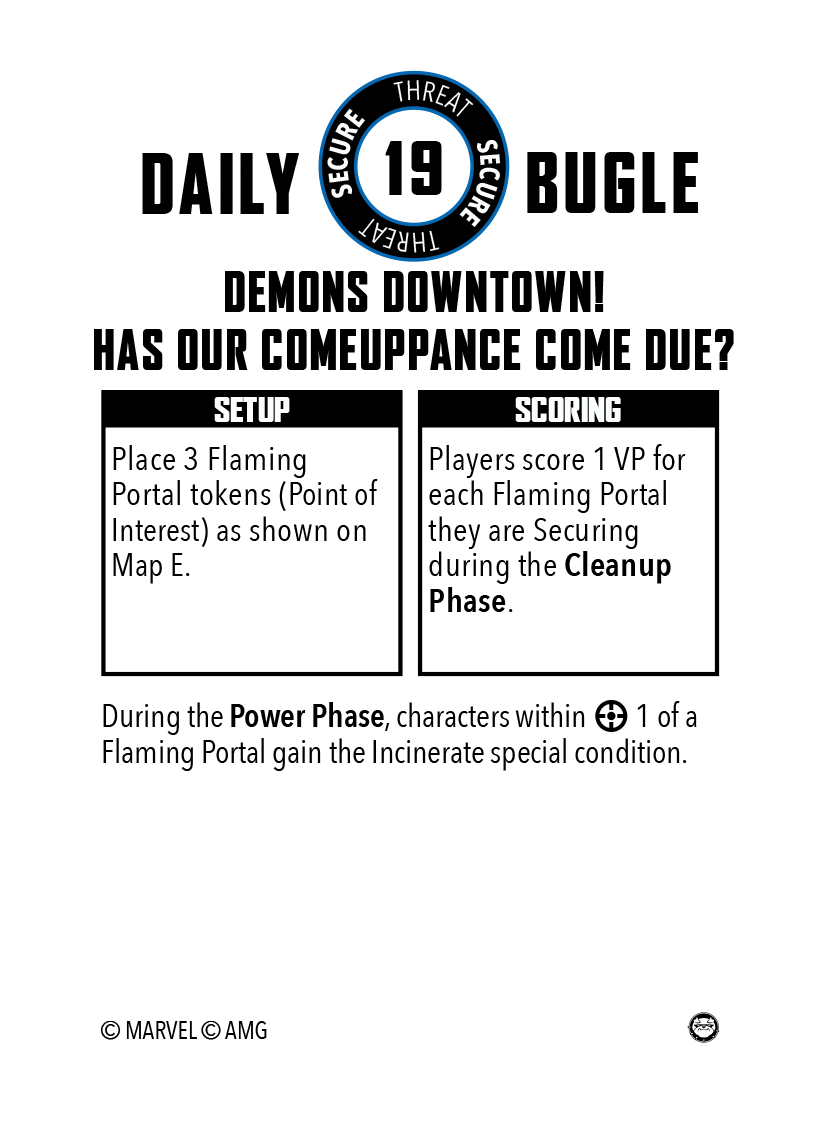 DAILY BUGLE
THREAT
SECURE
19
SECURE
THREAT
DEMONS DOWNTOWN!
HAS OUR COMEUPPANCE COME DUE?
SETUP
Place 3 Flaming
Portal tokens (Point of
Interest) as shown on
Map E.
SCORING
Players score 1 VP for
each Flaming Portal
they are Securing
during the Cleanup
Phase.
During the Power Phase, characters within 1 of a
Flaming Portal gain the Incinerate special condition.
© MARVEL © AMG